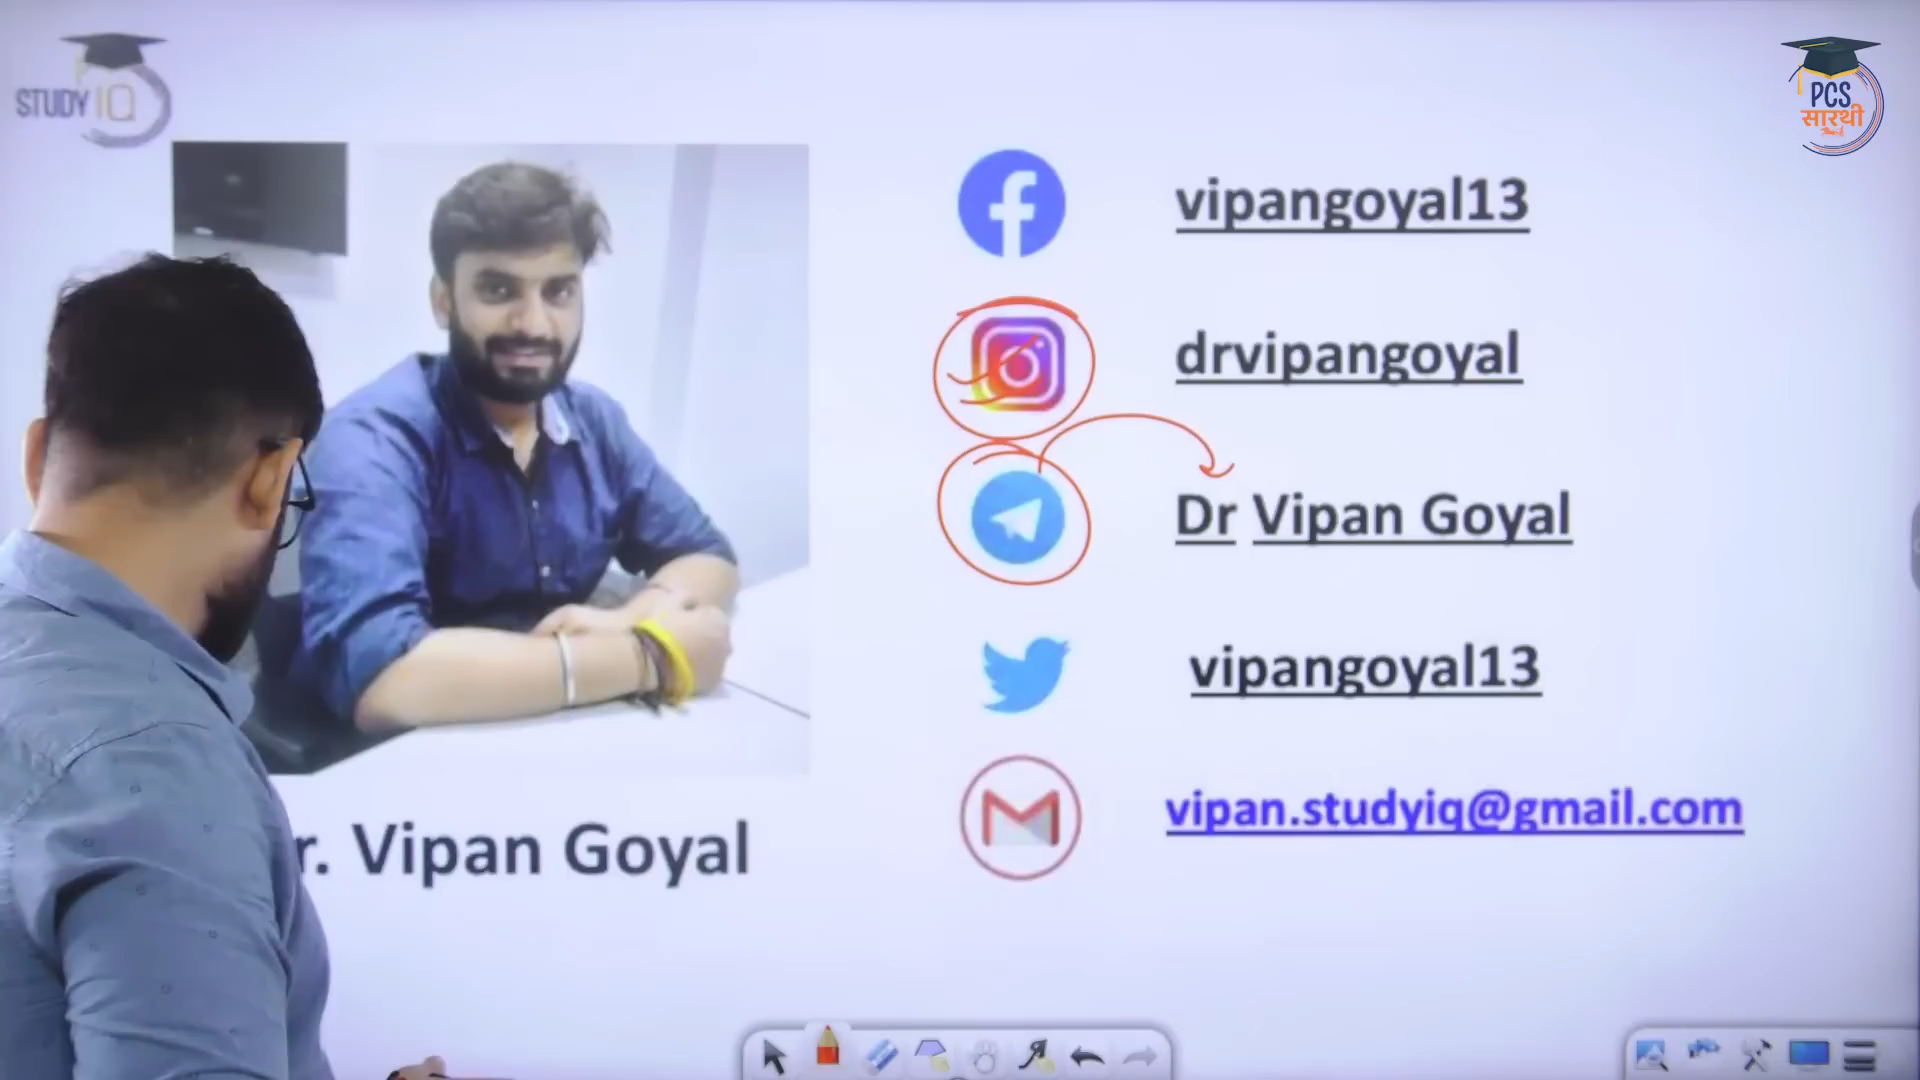 STUDY IQ
PCS
सारथी
vipangoyal13
drvipangoyal
Dr Vipan Goyal
vipangoyal13
vipan.studyiq@gmail.com
r. Vipan Goyal